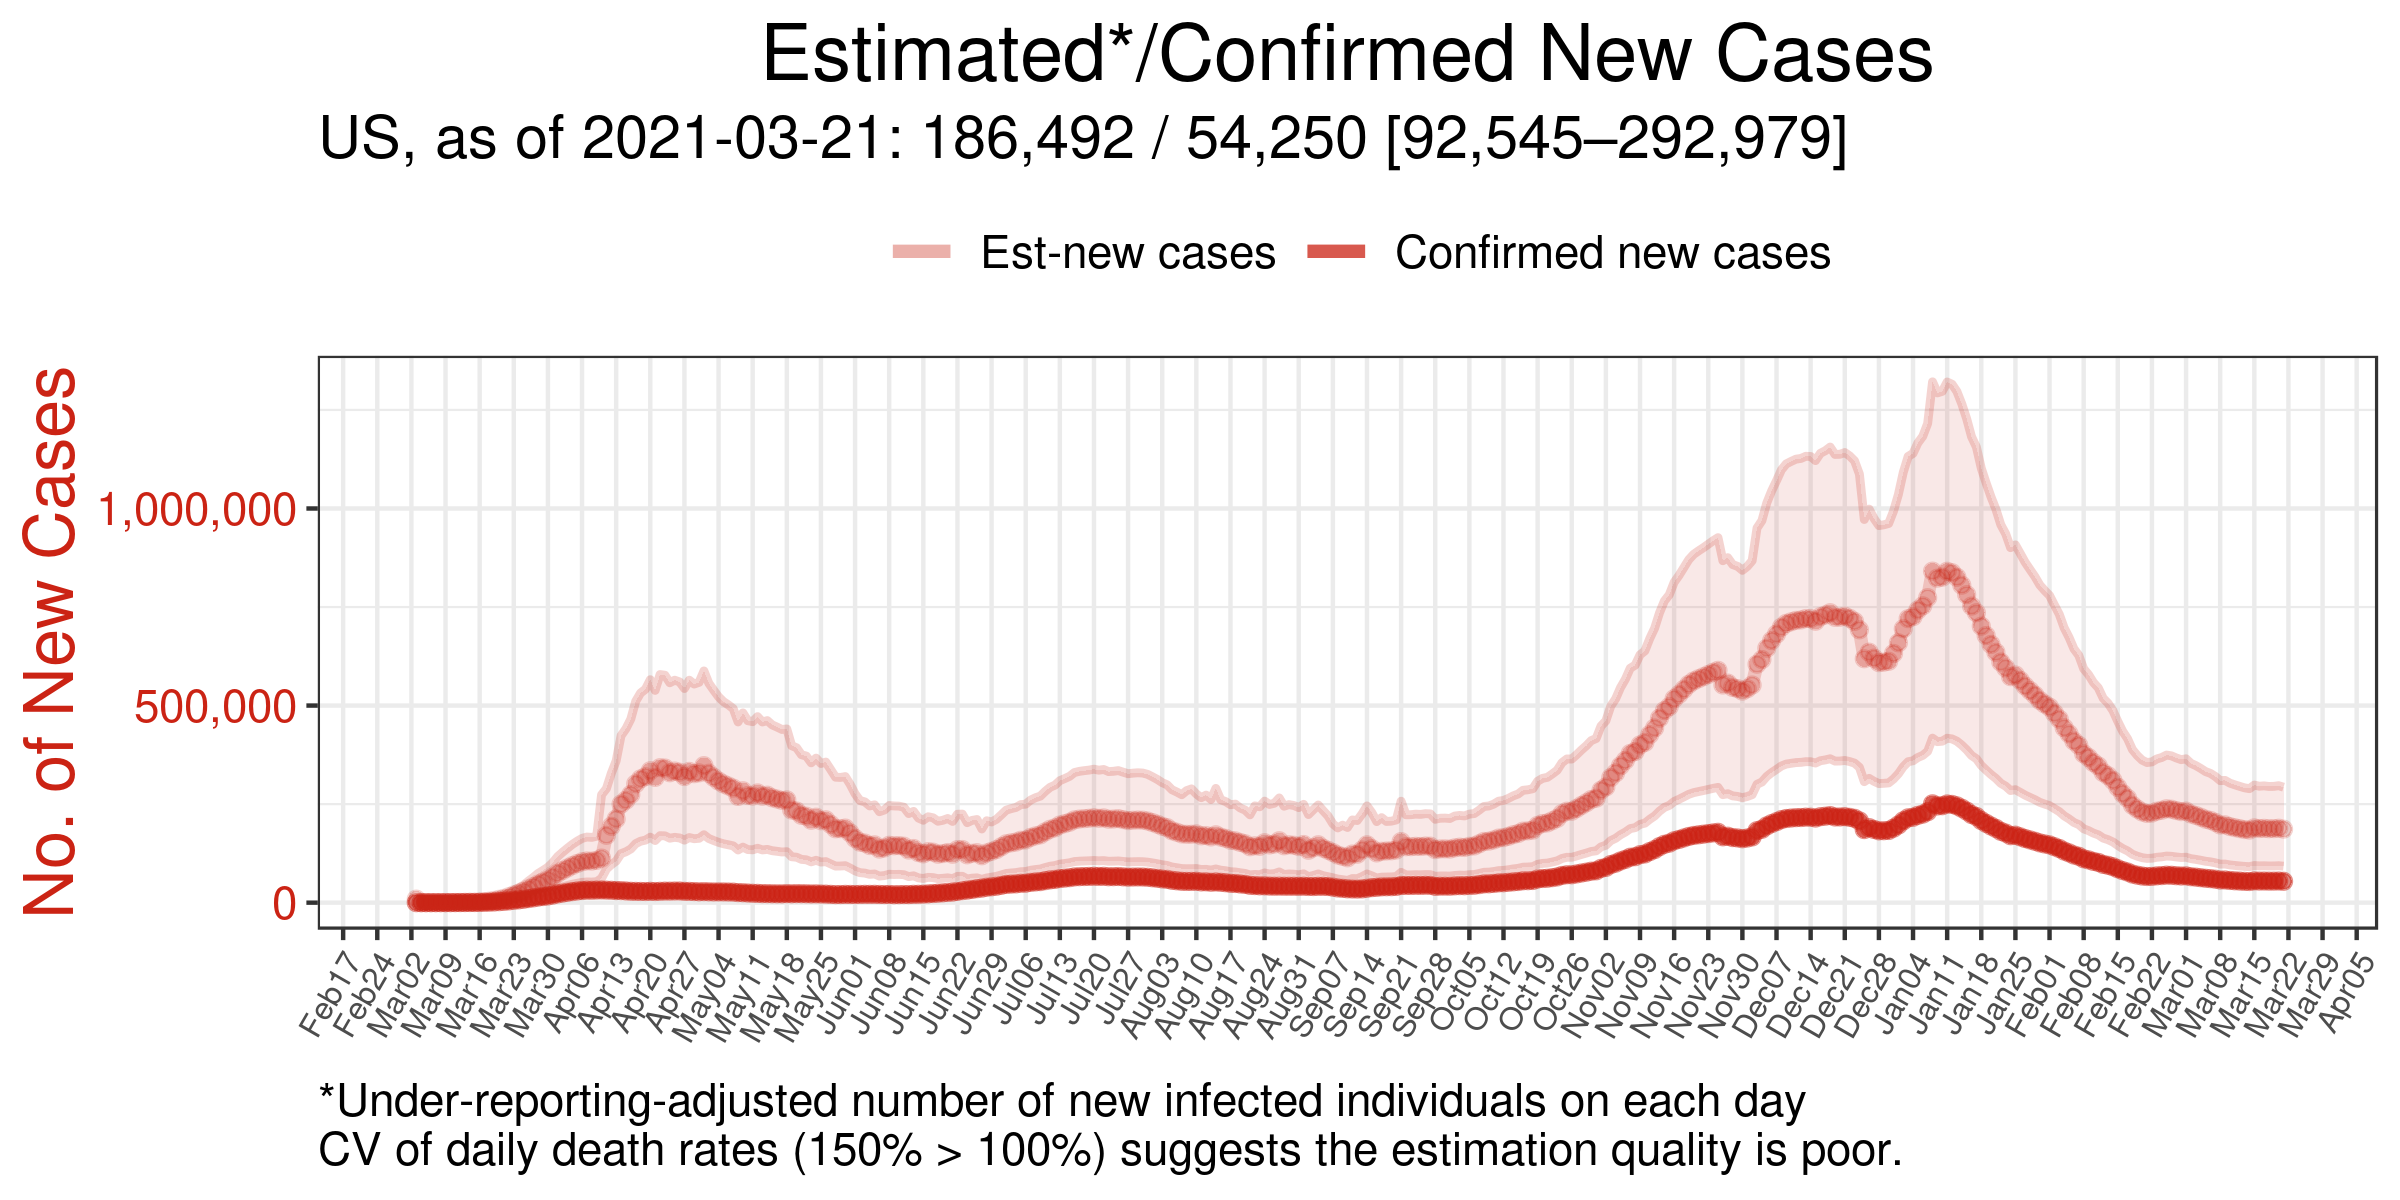 Estimated*/Confirmed New Cases
US, as of 2021-03-21: 186,492 / 54,250 [92,545–292,979]
Est-new cases Confirmed new cases
No. of New Cases
1,000,000
500,000
0
Feb17 Feb24 Mar02 Mar09 Mar16 Mar23 Mar30 Apr06 Apr13 Apr20 Apr27 May04 May11 May18 May25 Jun01 Jun08 Jun15 Jun22 Jun29 Jul06 Jul13 Jul20 Jul27 Aug03 Aug10 Aug17 Aug24 Aug31 Sep07 Sep14 Sep21 Sep28 Oct05 Oct12 Oct19 Oct26 Nov02 Nov09 Nov16 Nov23 Nov30 Dec07 Dec14 Dec21 Dec28 Jan04 Jan11 Jan18 Jan25 Feb01 Feb08 Feb15 Feb22 Mar01 Mar08 Mar15 Mar22 Mar29 Apr05
*Under-reporting-adjusted number of new infected individuals on each day
CV of daily death rates (150% > 100%) suggests the estimation quality is poor.